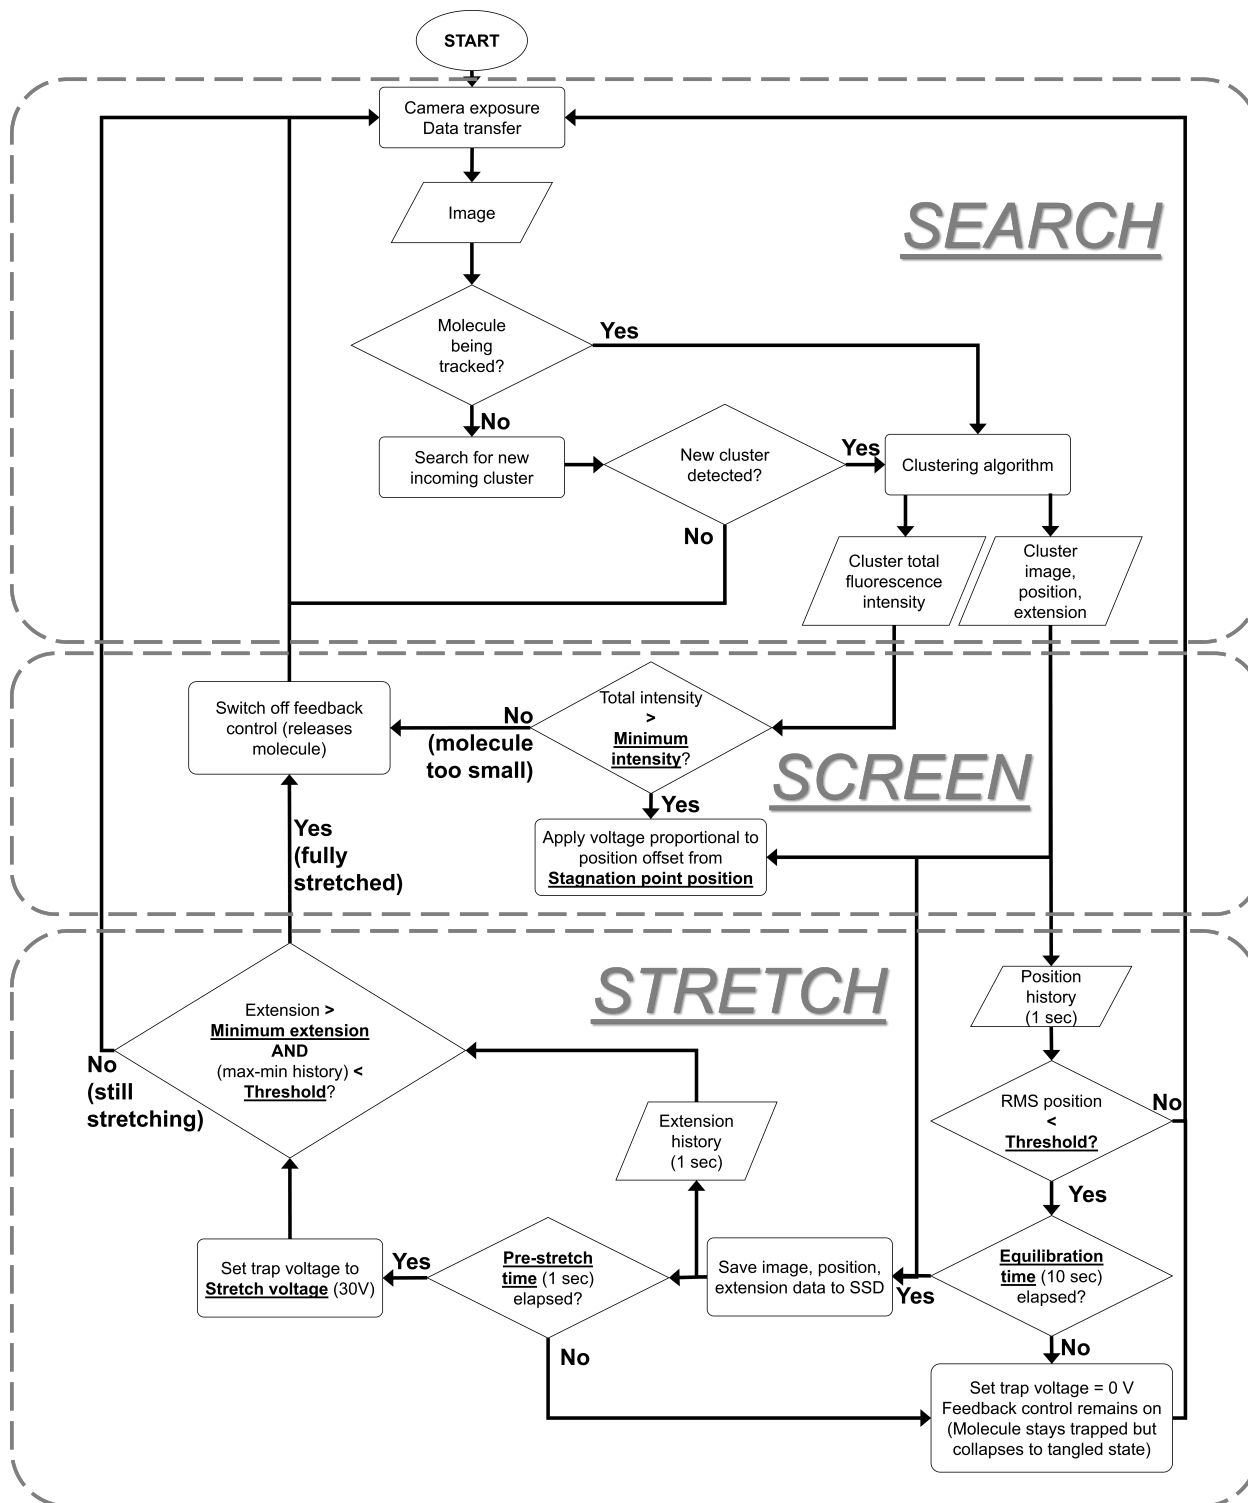 START
Camera exposure
Data transfer
Image
SEARCH
Molecule
being
tracked?
Yes
No
Search for new
incoming cluster
New cluster
detected?
Yes
No
Clustering algorithm
Cluster total
fluorescence
intensity
Cluster
image,
position,
extension
Switch off feedback
control (releases
molecule)
No
(molecule
too small)
Total intensity
>
Minimum
intensity?
SCREEN
Yes
Apply voltage proportional to
position offset from
Stagnation point position
Yes
(fully
stretched)
STRETCH
Position
history
(1 sec)
Extension >
Minimum extension
AND
(max-min history) <
Threshold?
No
(still
stretching)
Extension
history
(1 sec)
RMS position
<
Threshold?
No
Yes
Set trap voltage to
Stretch voltage (30V)
Yes
Pre-stretch
time (1 sec)
elapsed?
No
Save image, position,
extension data to SSD
Yes
Equilibration
time (10 sec)
elapsed?
No
Set trap voltage = 0 V
Feedback control remains on
(Molecule stays trapped but
collapses to tangled state)